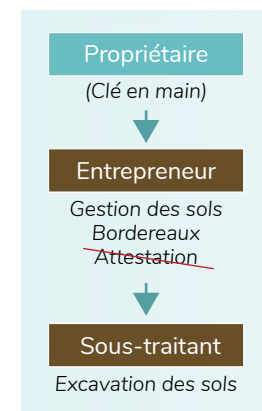 Propriétaire
(Clé en main)
Entrepreneur
Gestion des sols
Bordereaux
Attestation
Sous-traitant
Excavation des sols